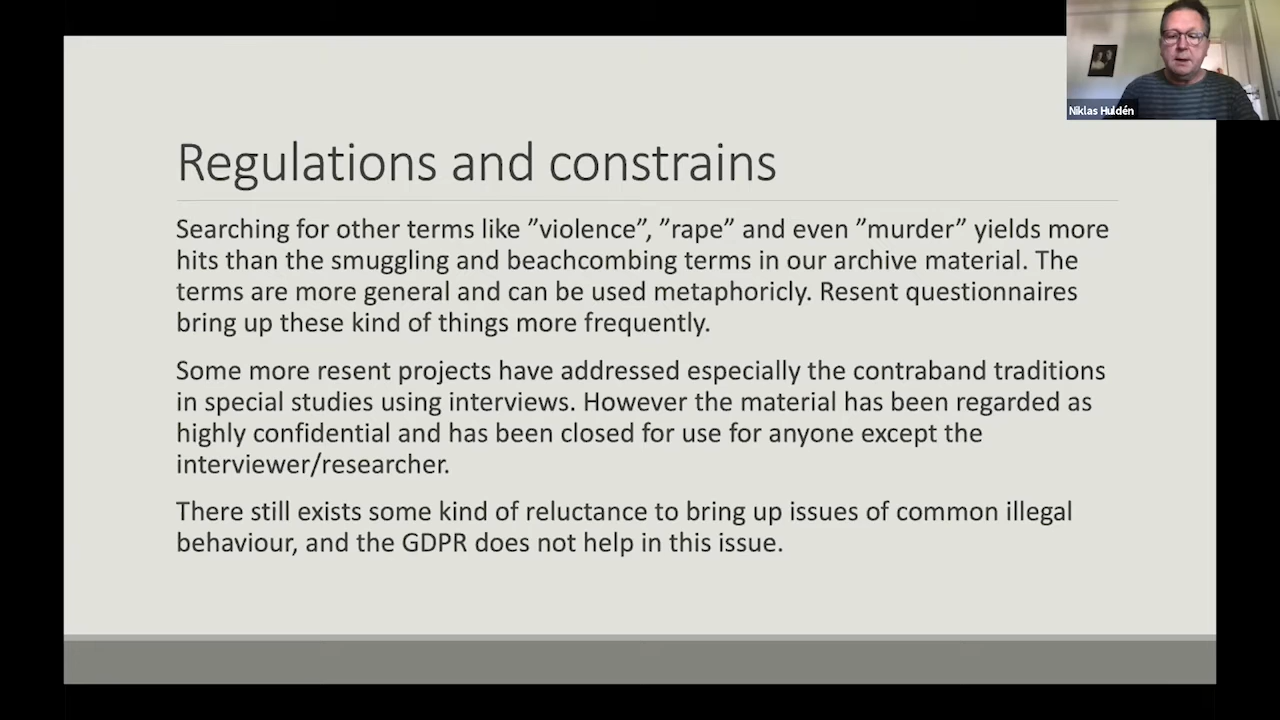 Niklas Huldén
Regulations and constrains
Searching for other terms like ”violence”, ”rape” and even ”murder” yields more
hits than the smuggling and beachcombing terms in our archive material. The
terms are more general and can be used metaphoricly. Resent questionnaires
bring up these kind of things more frequently.
Some more resent projects have addressed especially the contraband traditions
in special studies using interviews. However the material has been regarded as
highly confidential and has been closed for use for anyone except the
interviewer/researcher.
There still exists some kind of reluctance to bring up issues of common illegal
behaviour, and the GDPR does not help in this issue.